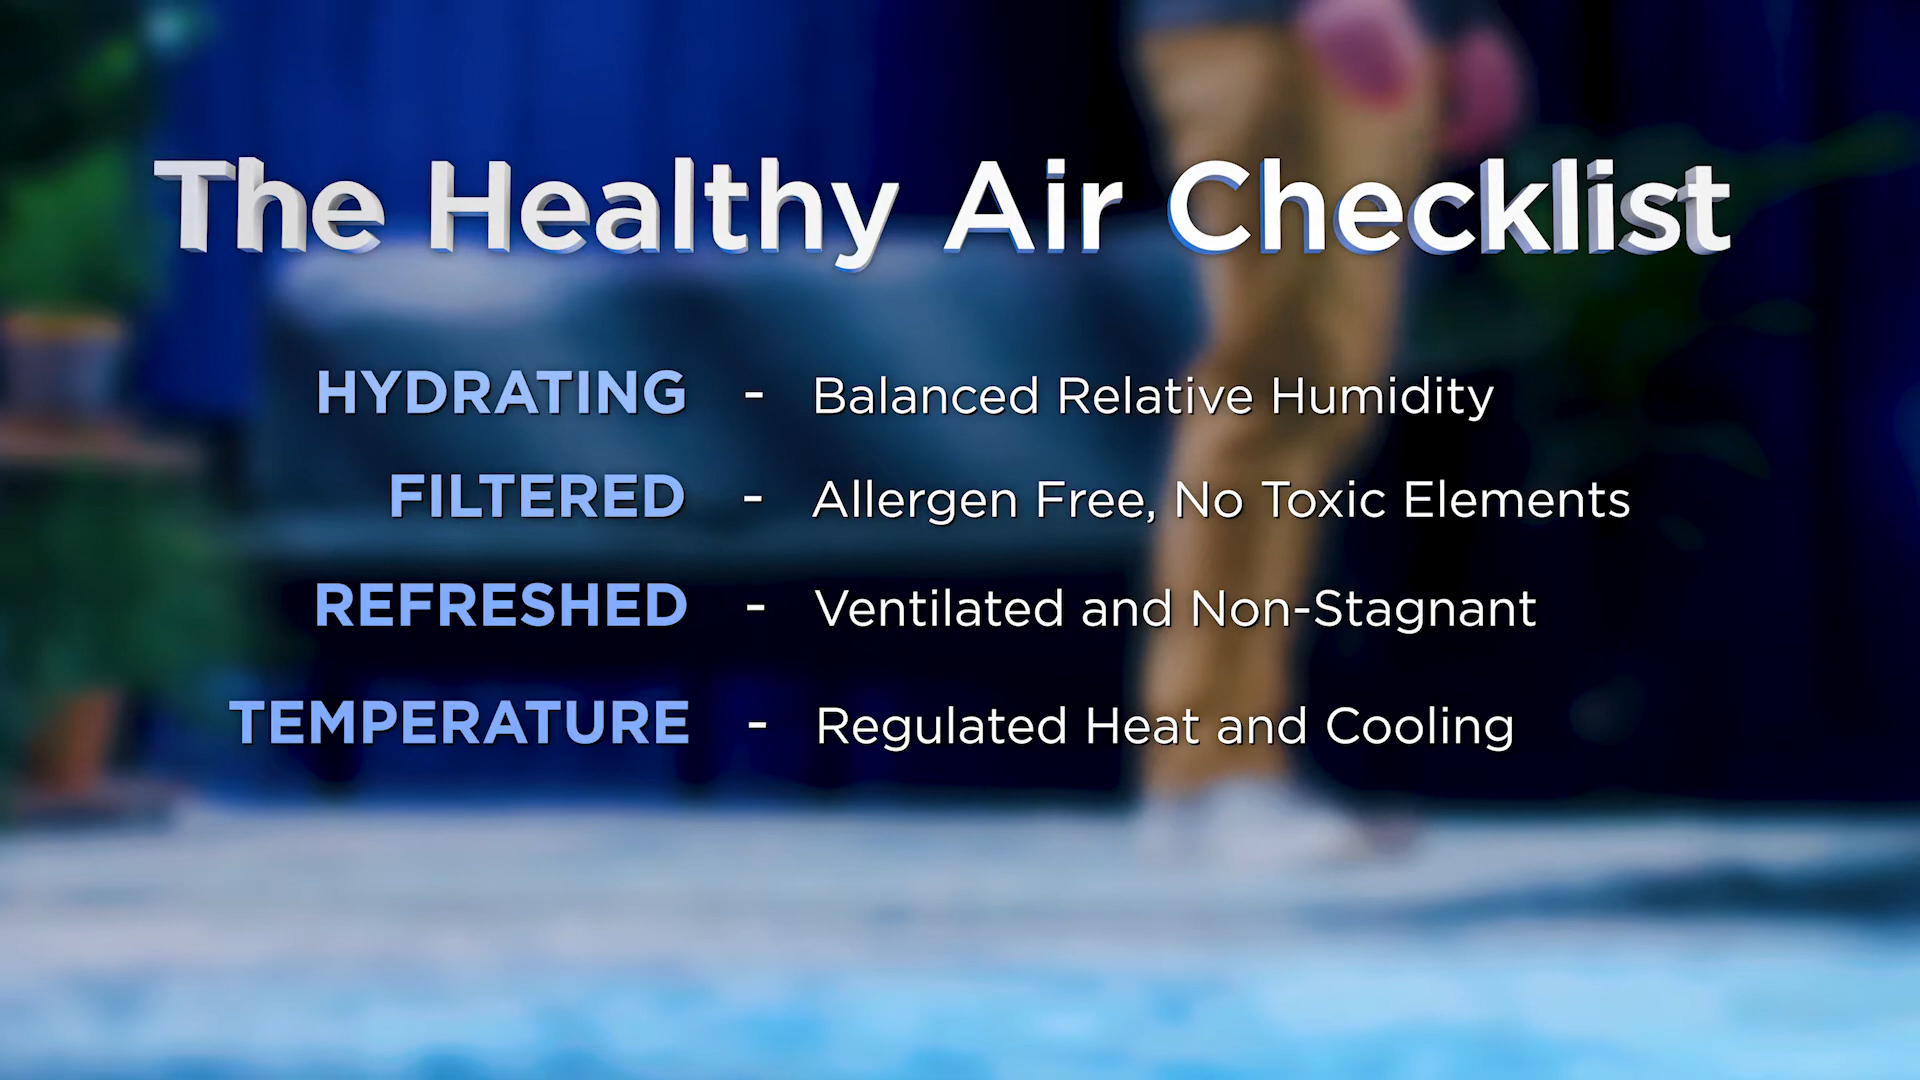 The Healthy Air Checklist
HYDRATING - Balanced Relative Humidity
FILTERED - Allergen Free, No Toxic Elements
REFRESHED - Ventilated and Non-Stagnant
TEMPERATURE - Regulated Heat and Cooling